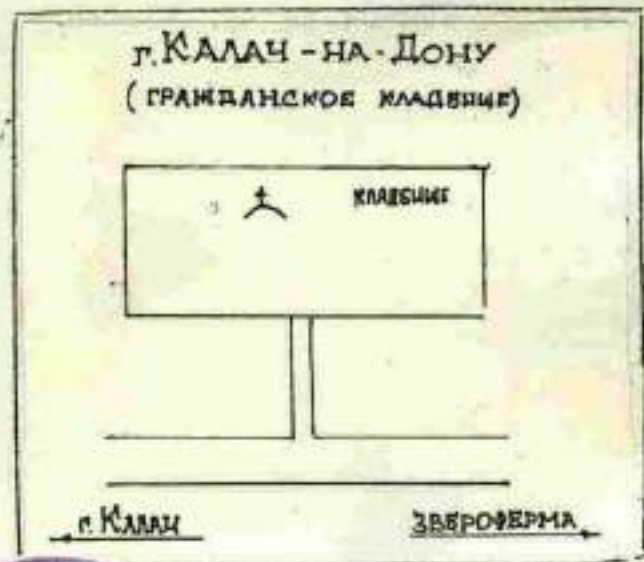 г. КАЛАЧ - НА - ДОНУ
(ГРАЖДАНСКОЕ КЛАДБИЩЕ)
КЛАДБИЩЕ
г. КАЛАЧ
ЗВЕРОФЕРМА